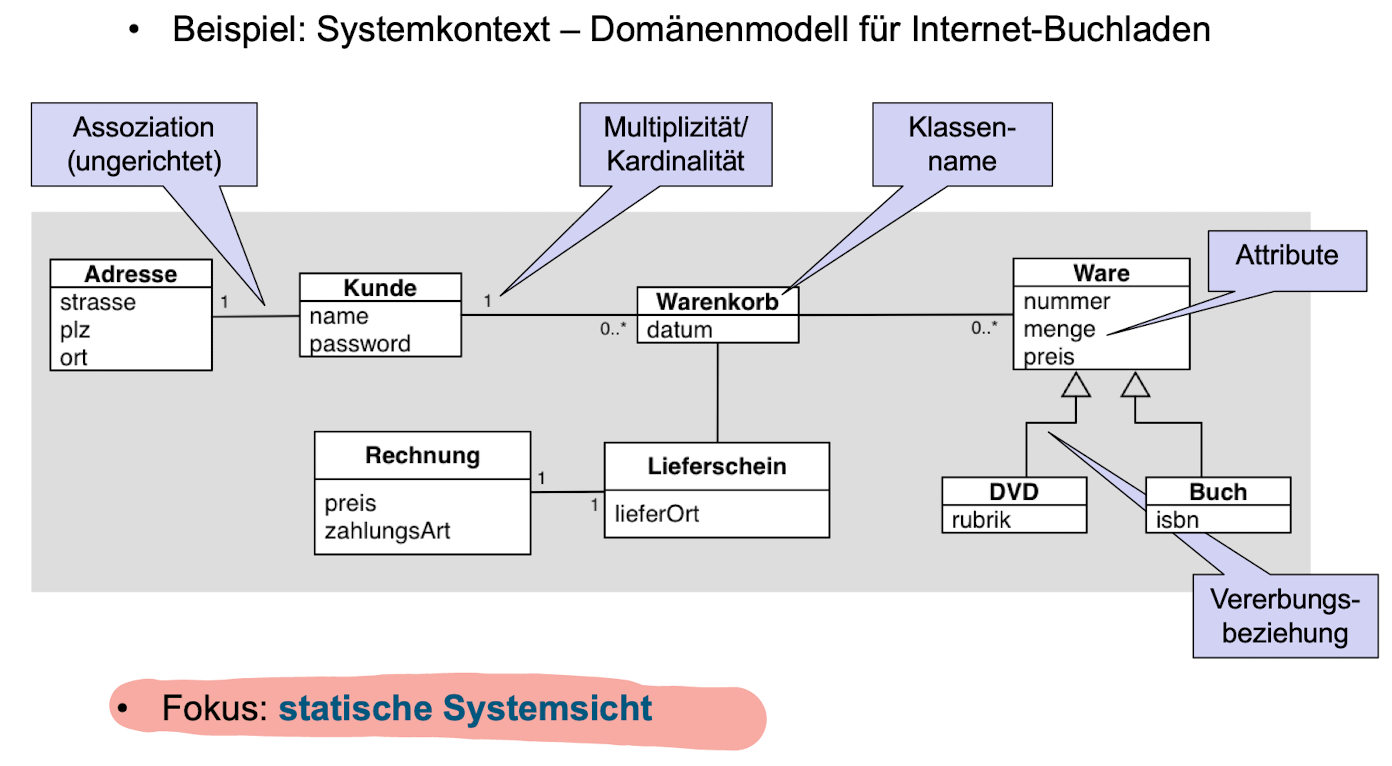 • Beispiel: Systemkontext – Domänenmodell für Internet-Buchladen
Assoziation
(ungerichtet)
Multiplizität/
Kardinalität
Klassen-
name
Attribute
Adresse
strasse
plz
ort
1
Kunde
name
password
1
0..*
Warenkorb
datum
0..*
Ware
nummer
menge
preis
Rechnung
preis
zahlungsArt
1
1
Lieferschein
lieferOrt
DVD
rubrik
Buch
isbn
Vererbungs-
beziehung
• Fokus: statische Systemsicht